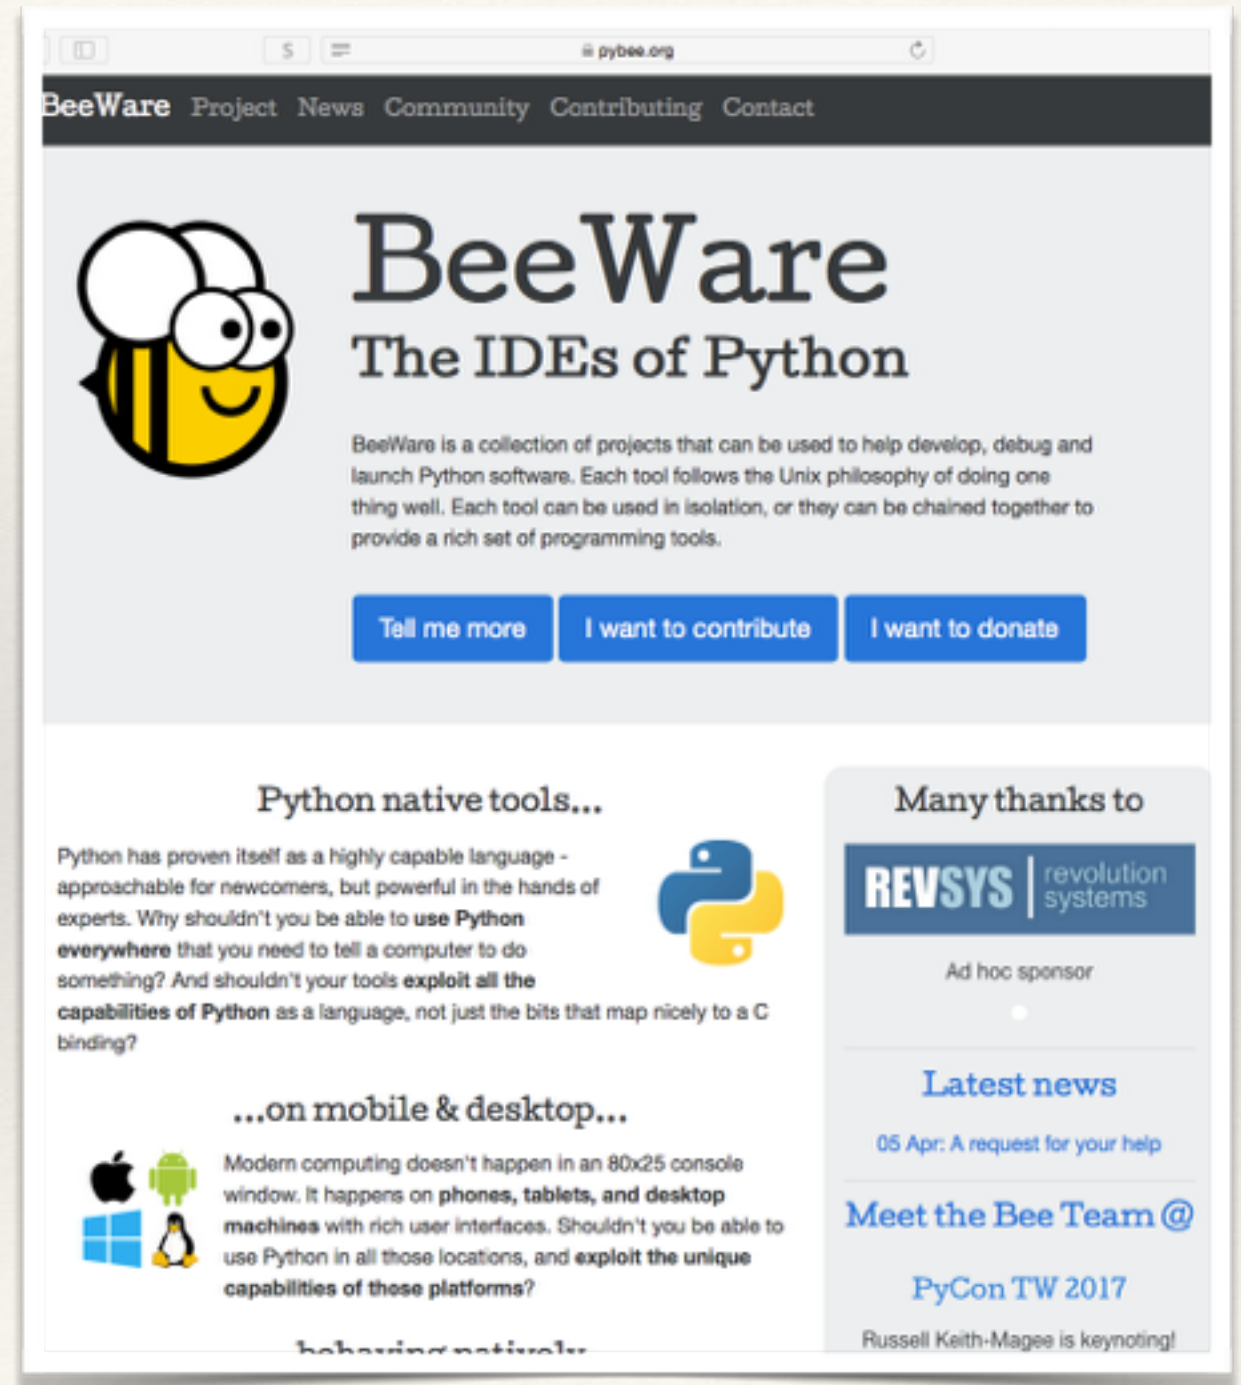 S
pybee.org
BeeWare Project News Community Contributing Contact
BeeWare
The IDEs of Python
BeeWare is a collection of projects that can be used to help develop, debug and
launch Python software. Each tool follows the Unix philosophy of doing one
thing well. Each tool can be used in isolation, or they can be chained together to
provide a rich set of programming tools.
Tell me more
I want to contribute
I want to donate
Python native tools...
Python has proven itself as a highly capable language -
approachable for newcomers, but powerful in the hands of
experts. Why shouldn't you be able to use Python
everywhere that you need to tell a computer to do
something? And shouldn't your tools exploit all the
capabilities of Python as a language, not just the bits that map nicely to a C
binding?
...on mobile & desktop...
Modern computing doesn't happen in an 80x25 console
window. It happens on phones, tablets, and desktop
machines with rich user interfaces. Shouldn't you be able to
use Python in all those locations, and exploit the unique
capabilities of those platforms?
behaving natively
Many thanks to
REVSYS
revolution
systems
Ad hoc sponsor
Latest news
05 Apr: A request for your help
Meet the Bee Team @
PyCon TW 2017
Russell Keith-Magee is keynoting!